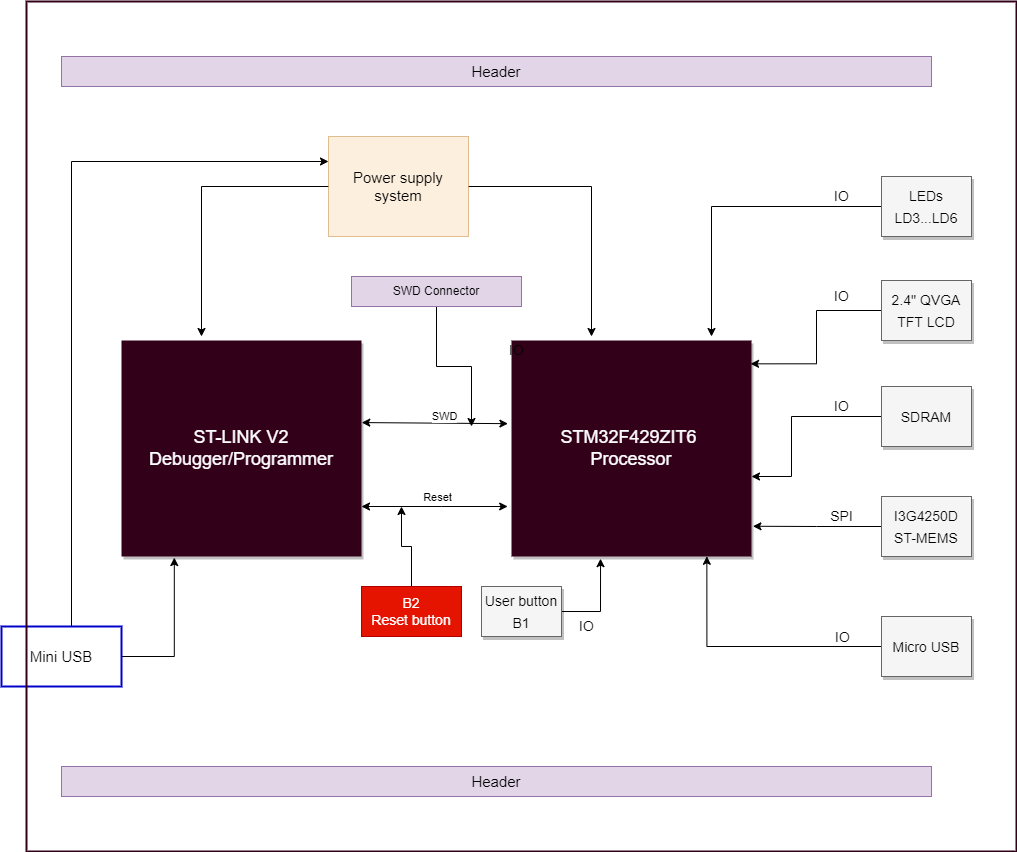 Header
Power supply
system
IO
LEDs
LD3...LD6
SWD Connector
IO
2.4" QVGA
TFT LCD
IO
ST-LINK V2
Debugger/Programmer
SWD
STM32F429ZIT6
Processor
IO
SDRAM
Reset
SPI
I3G4250D
ST-MEMS
B2
Reset button
User button
B1
IO
IO
Micro USB
Mini USB
Header